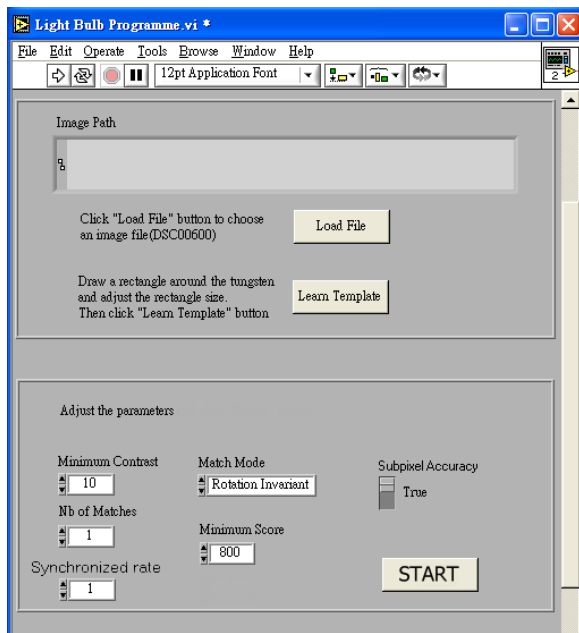 Light Bulb Programme.vi *
File Edit Operate Tools Browse Window Help
12pt Application Font
2
Image Path
Click "Load File" button to choose
an image file(DSC00600)
Load File
Draw a rectangle around the tungsten
and adjust the rectangle size.
Then click "Learn Template" button
Learn Template
Adjust the parameters
Minimum Contrast
10
Match Mode
Rotation Invariant
Subpixel Accuracy
True
Nb of Matches
1
Minimum Score
800
Synchronized rate
1
START